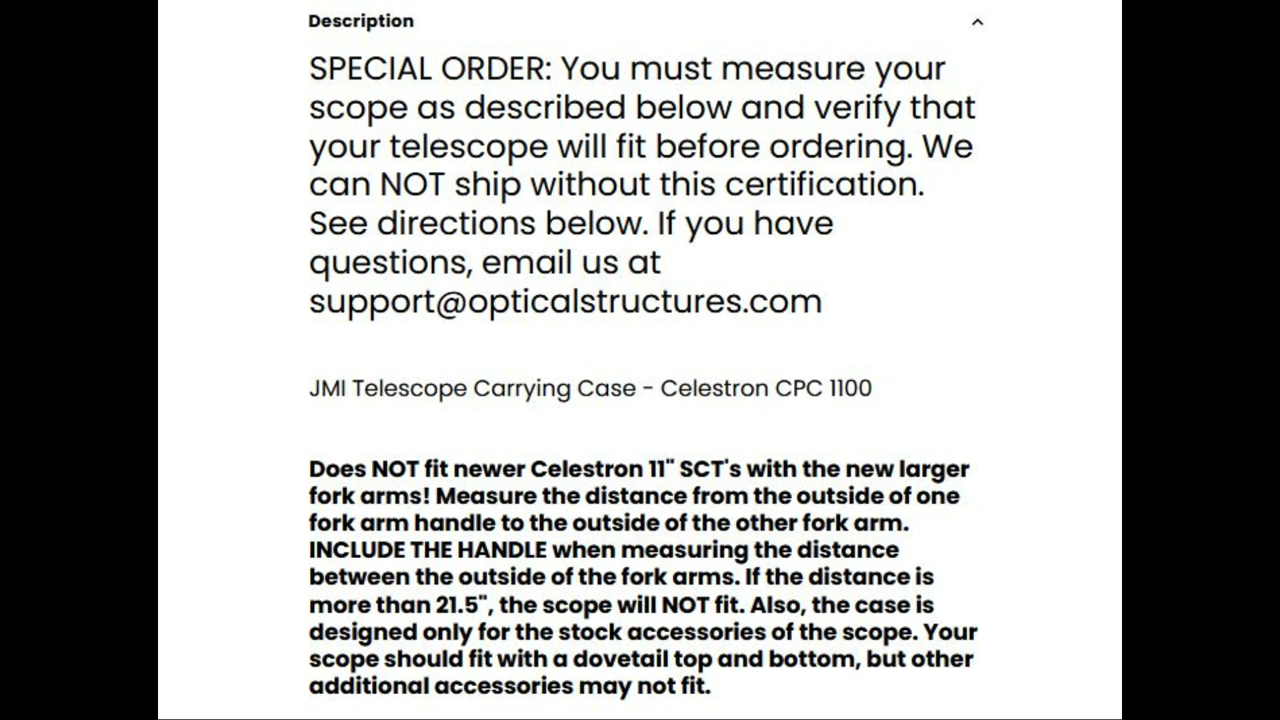 Description
SPECIAL ORDER: You must measure your
scope as described below and verify that
your telescope will fit before ordering. We
can NOT ship without this certification.
See directions below. If you have
questions, email us at
support@opticalstructures.com
JMI Telescope Carrying Case - Celestron CPC 1100
Does NOT fit newer Celestron 11" SCT's with the new larger
fork arms! Measure the distance from the outside of one
fork arm handle to the outside of the other fork arm.
INCLUDE THE HANDLE when measuring the distance
between the outside of the fork arms. If the distance is
more than 21.5", the scope will NOT fit. Also, the case is
designed only for the stock accessories of the scope. Your
scope should fit with a dovetail top and bottom, but other
additional accessories may not fit.